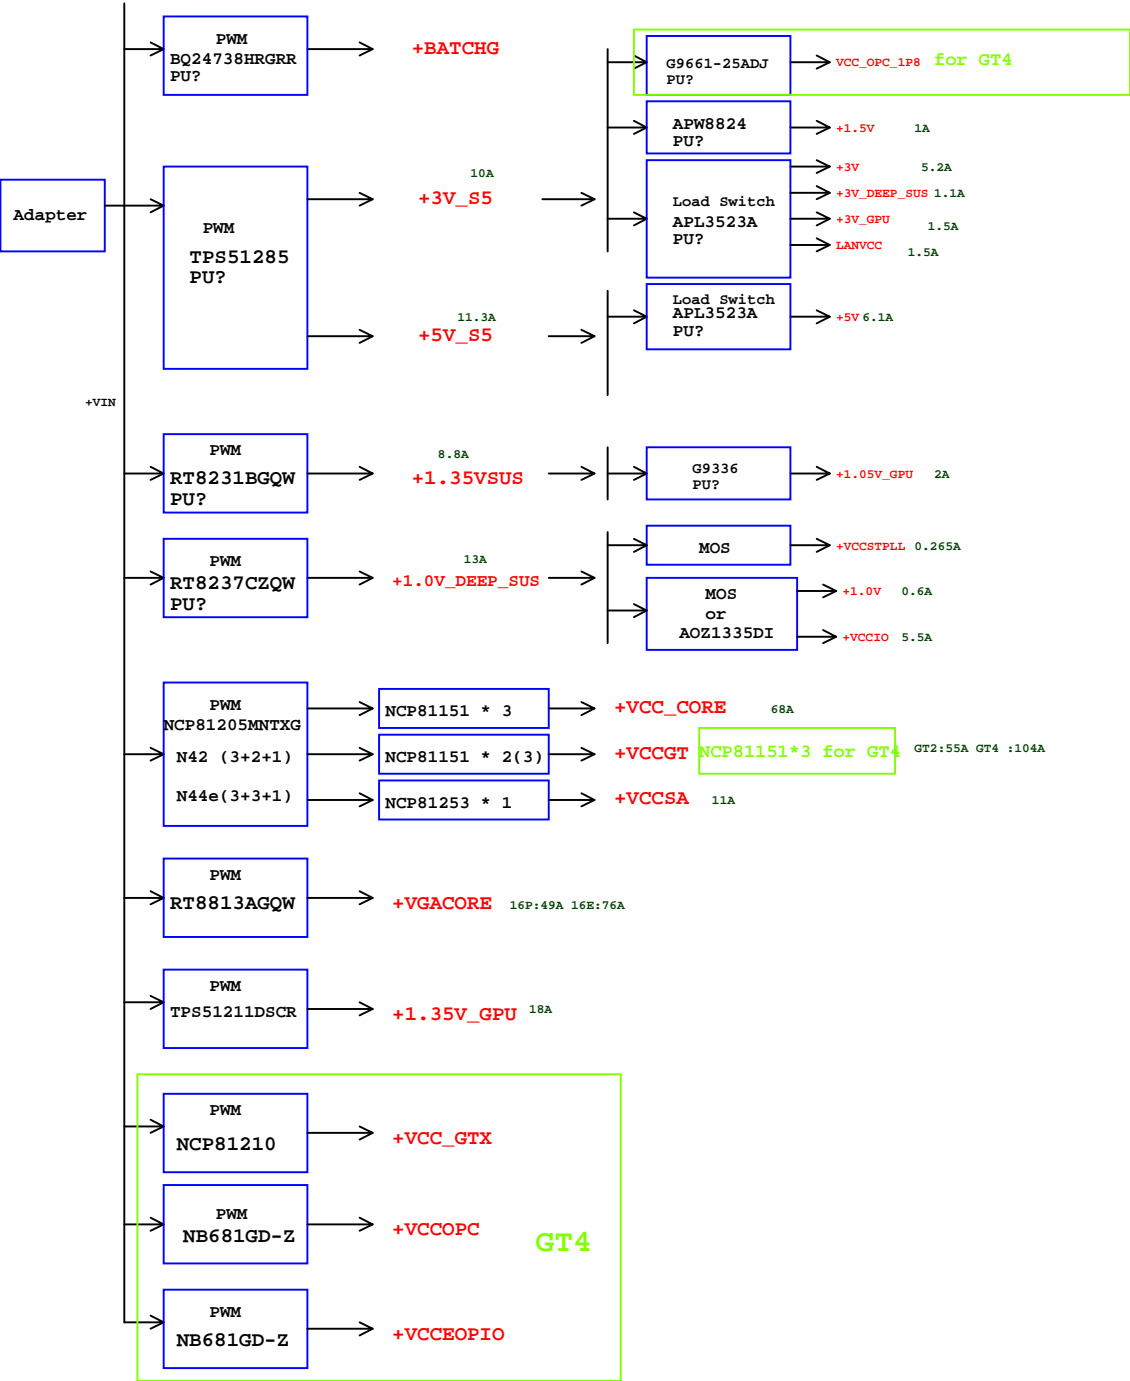 PWM
BQ24738HRGRR
PU?
+BATCHG
G9661-25ADJ
PU?
VCC_OPC_1P8
for GT4
APW8824
PU?
+1.5V
1A
Adapter
PWM
TPS51285
PU?
10A
+3V_S5
Load Switch
APL3523A
PU?
+3V
5.2A
+3V_DEEP_SUS
1.1A
+3V_GPU
1.5A
LANVCC
1.5A
11.3A
+5V_S5
Load Switch
APL3523A
PU?
+5V
6.1A
+VIN
PWM
RT8231BGQW
PU?
8.8A
+1.35VSUS
G9336
PU?
+1.05V_GPU
2A
PWM
RT8237CZQW
PU?
13A
+1.0V_DEEP_SUS
MOS
+VCCSTPLL
0.265A
MOS
or
AOZ1335DI
+1.0V
0.6A
+VCCIO
5.5A
PWM
NCP81205MNTXG
N42 (3+2+1)
N44e(3+3+1)
NCP81151 * 3
+VCC_CORE
68A
NCP81151 * 2(3)
+VCCGT
NCP81151*3 for GT4
GT2:55A GT4 :104A
NCP81253 * 1
+VCCSA
11A
PWM
RT8813AGQW
+VGACORE
16P:49A 16E:76A
PWM
TPS51211DSCR
+1.35V_GPU
18A
PWM
NCP81210
+VCC_GTX
PWM
NB681GD-Z
+VCCOPC
GT4
PWM
NB681GD-Z
+VCCEOPIO